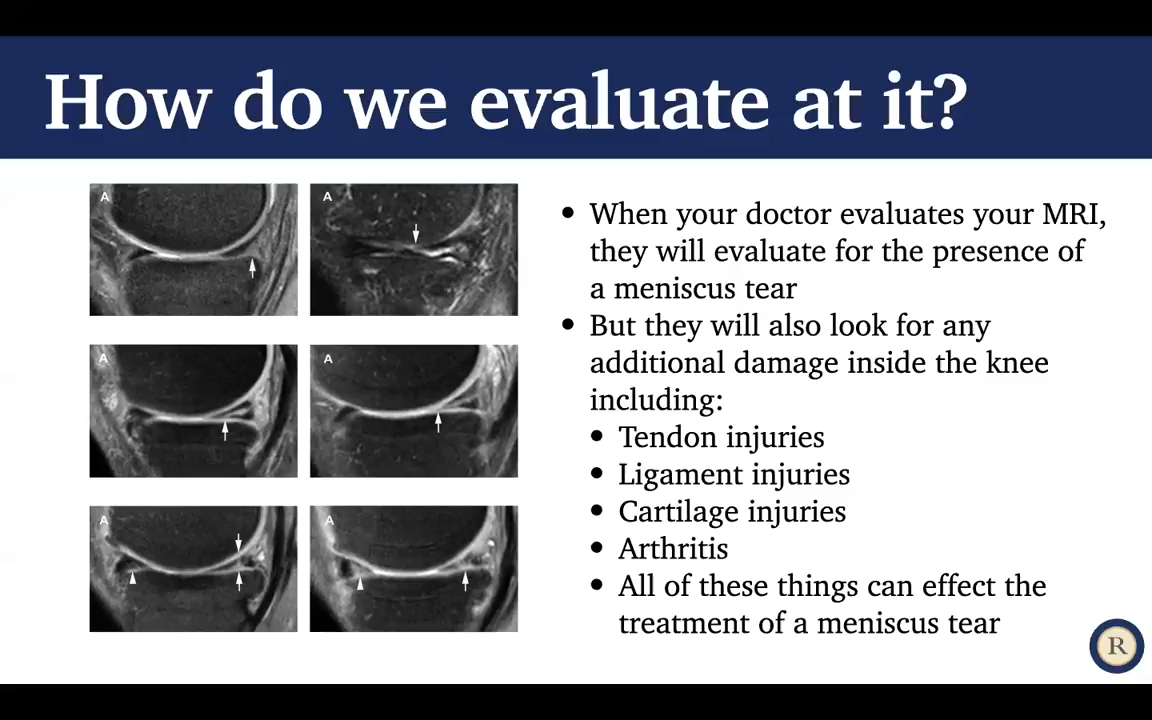 How do we evaluate at it?
A
A
When your doctor evaluates your MRI,
they will evaluate for the presence of
a meniscus tear
But they will also look for any
additional damage inside the knee
including:
Tendon injuries
Ligament injuries
Cartilage injuries
Arthritis
All of these things can effect the
treatment of a meniscus tear
A
A
A
A
R